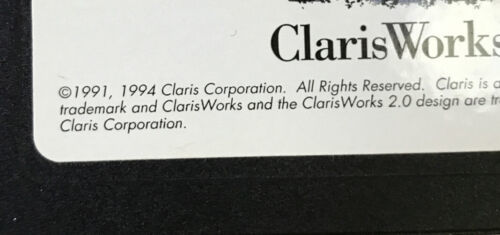 ClarisWorks
©1991, 1994 Claris Corporation. All Rights Reserved. Claris is a
trademark and ClarisWorks and the ClarisWorks 2.0 design are
Claris Corporation.